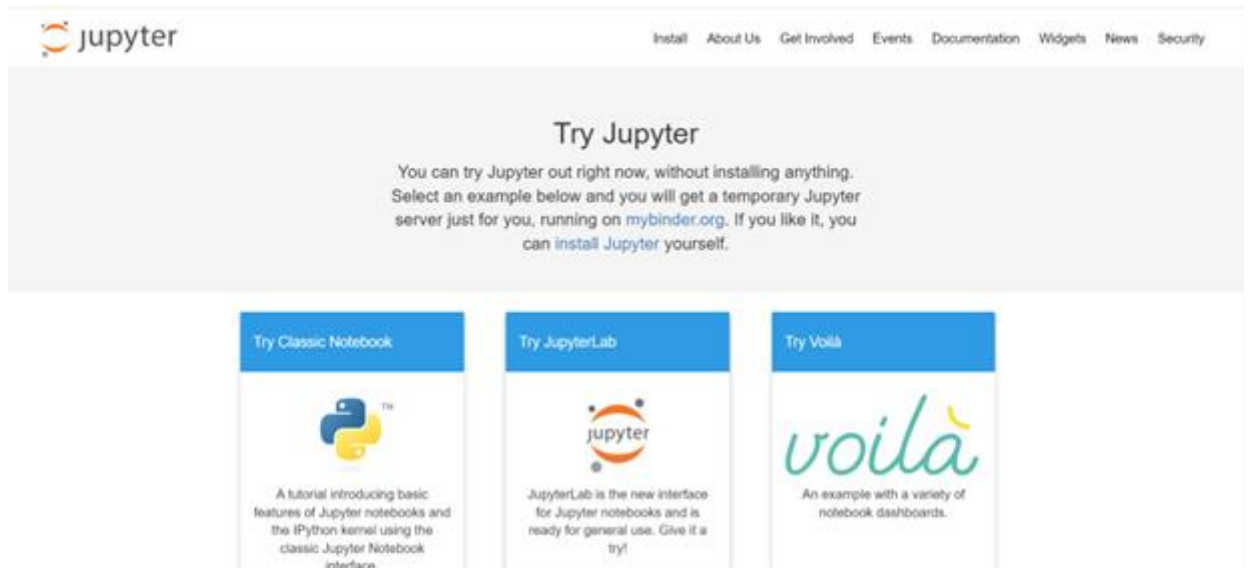 jupyter
Install About Us Get Involved Events Documentation Widgets News Security
Try Jupyter
You can try Jupyter out right now, without installing anything.
Select an example below and you will get a temporary Jupyter
server just for you, running on mybinder.org. If you like it, you
can install Jupyter yourself.
Try Classic Notebook
TM
A tutorial introducing basic
features of Jupyter notebooks and
the IPython kernel using the
classic Jupyter Notebook
interface.
Try JupyterLab
jupyter
JupyterLab is the new interface
for Jupyter notebooks and is
ready for general use. Give it a
try!
Try Voilà
voilà
An example with a variety of
notebook dashboards.